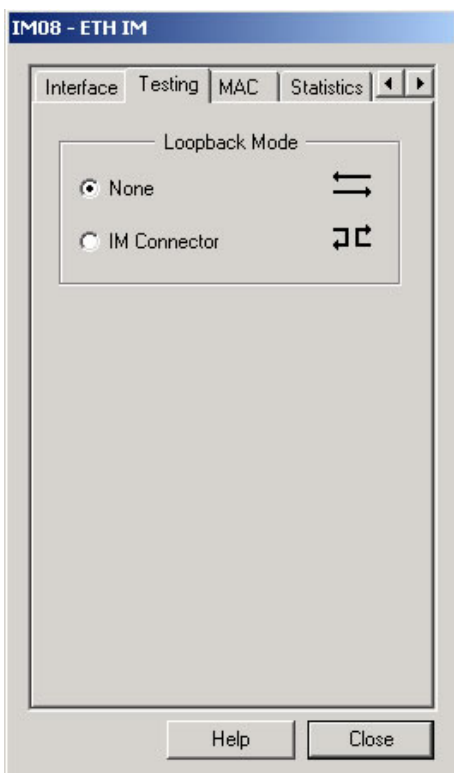 IM08 - ETH IM
Interface Testing MAC Statistics
Loopback Mode
None
IM Connector
Help Close